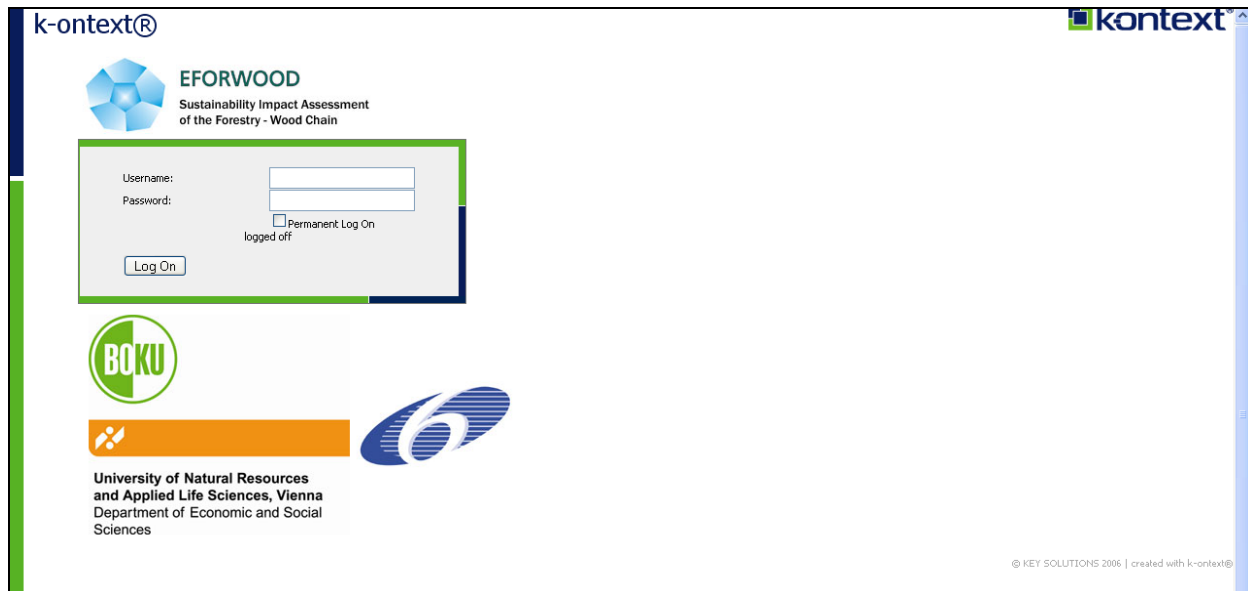 k-ontext®
kontext®
EFORWOOD
Sustainability Impact Assessment
of the Forestry - Wood Chain
Username:
Password:
Permanent Log On
logged off
Log On
BOKU
6
University of Natural Resources
and Applied Life Sciences, Vienna
Department of Economic and Social
Sciences
© KEY SOLUTIONS 2006 | created with k-ontext®